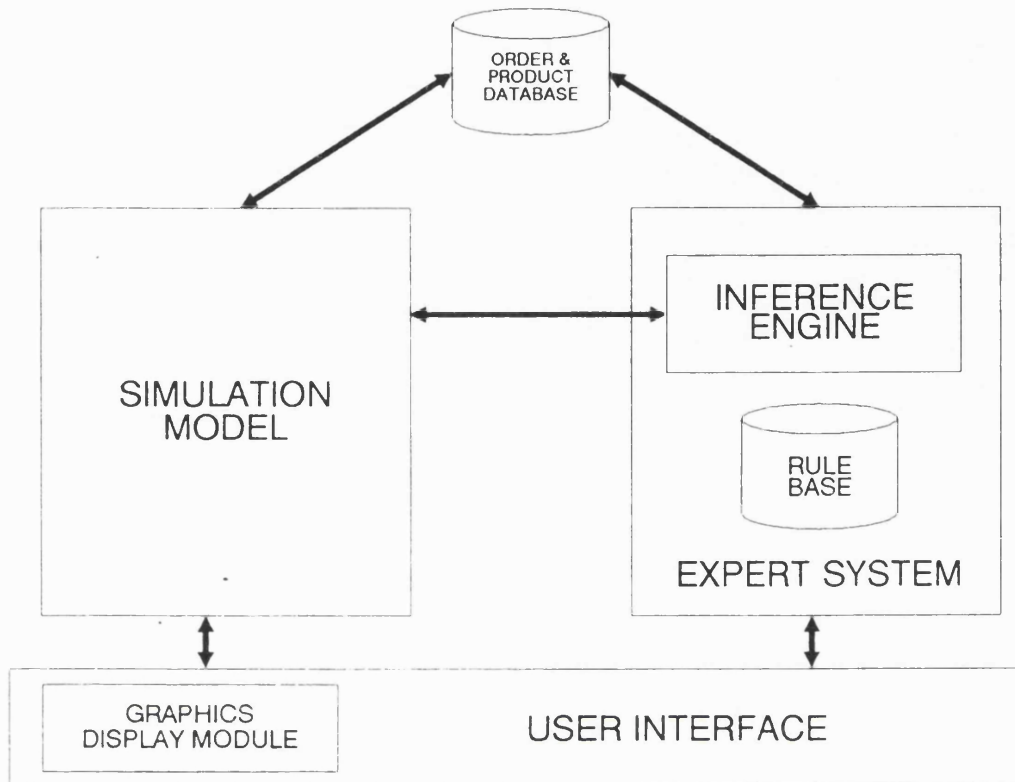 ORDER &
PRODUCT
DATABASE
SIMULATION
MODEL
INFERENCE
ENGINE
RULE
BASE
EXPERT SYSTEM
GRAPHICS
DISPLAY MODULE
USER INTERFACE